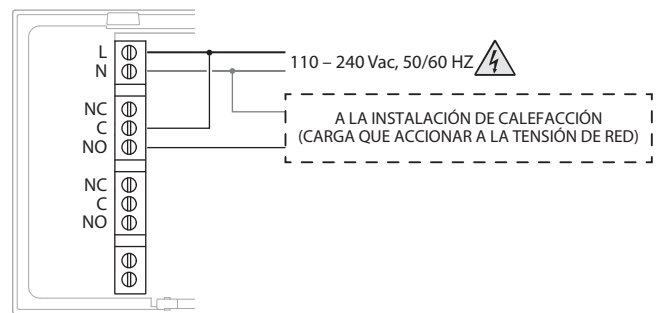 L
N
110 – 240 Vac, 50/60 HZ
NC
C
NO
A LA INSTALACIÓN DE CALEFACCIÓN
(CARGA QUE ACCIONAR A LA TENSIÓN DE RED)
NC
C
NO